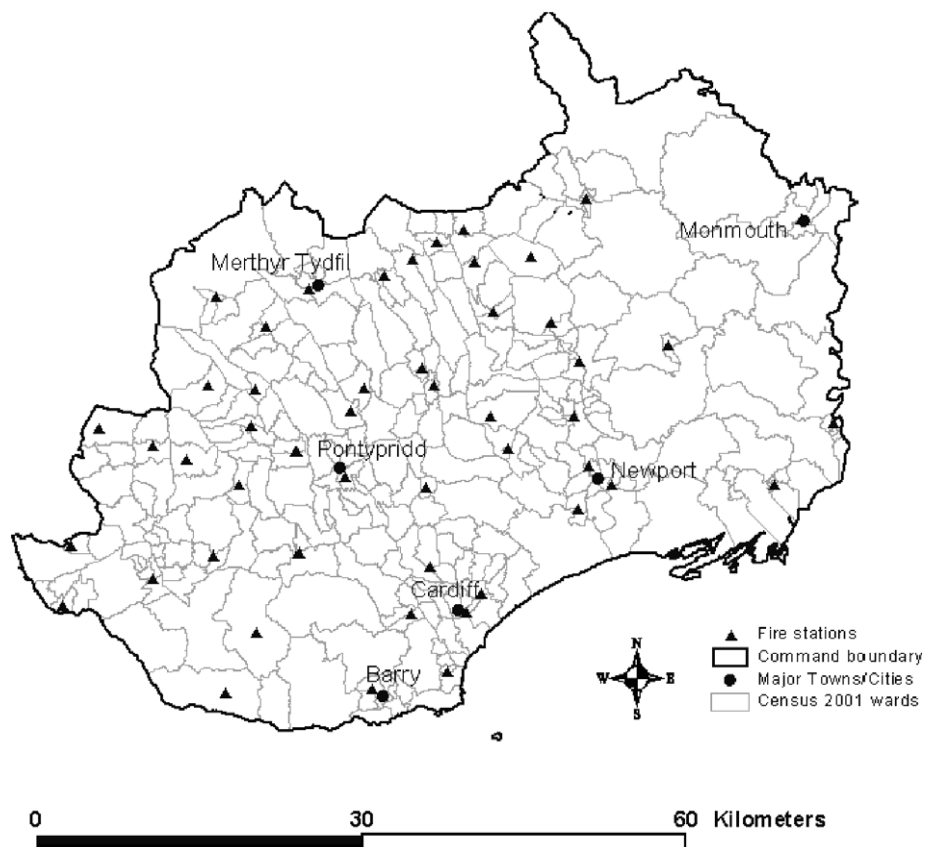 Monmouth
Merthyr Tydfil
Pontypridd
Newport
Cardiff
Barry
N
W E
S
Fire stations
Command boundary
Major Towns/Cities
Census 2001 wards
0 30 60 Kilometers